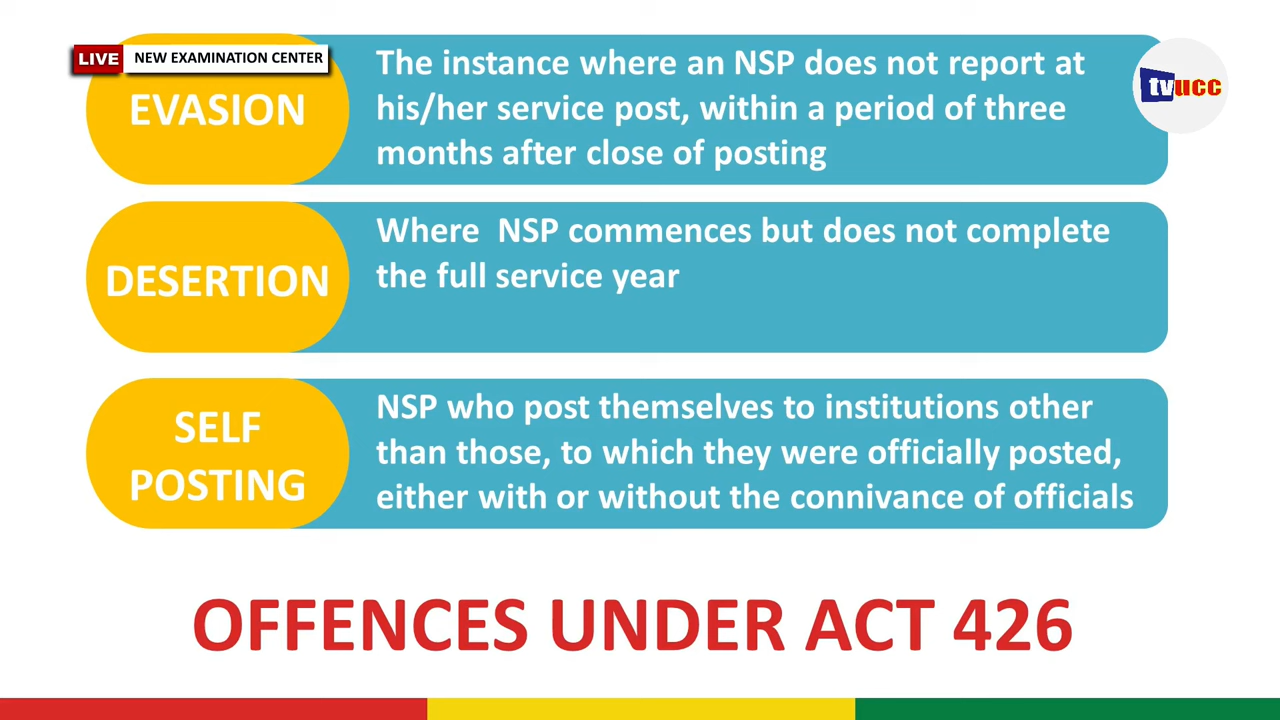 LIVE NEW EXAMINATION CENTER
tvucc
EVASION
The instance where an NSP does not report at
his/her service post, within a period of three
months after close of posting
DESERTION
Where NSP commences but does not complete
the full service year
SELF
POSTING
NSP who post themselves to institutions other
than those, to which they were officially posted,
either with or without the connivance of officials
OFFENCES UNDER ACT 426